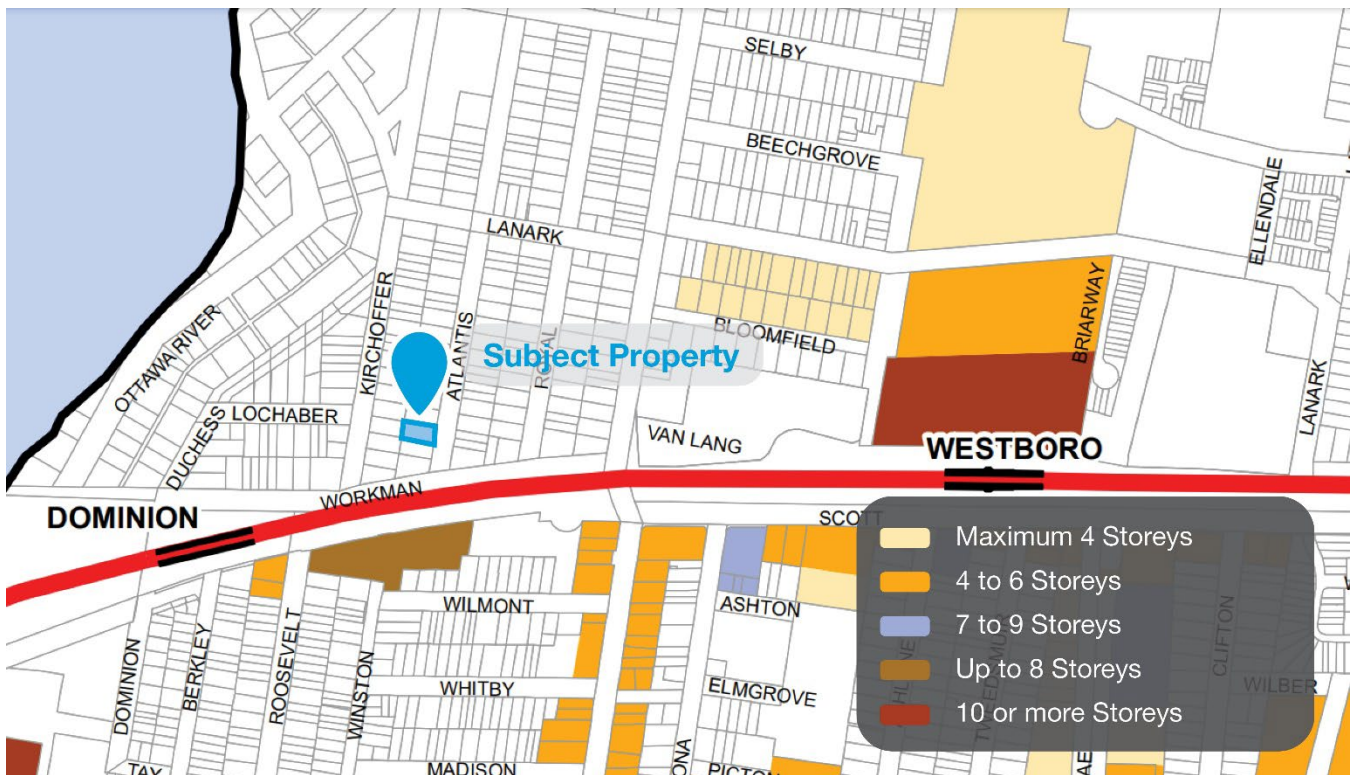 SELBY
BEECHGROVE
ELLENDALE
LANARK
KIRCHOFFER
OTTAWA RIVER
ATLANTIS
ROYAL
BLOOMFIELD
BRIARWAY
Subject Property
LANARK
DUCHESS
LOCHABER
VAN LANG
WESTBORO
WORKMAN
DOMINION
SCOTT
Maximum 4 Storeys
4 to 6 Storeys
7 to 9 Storeys
Up to 8 Storeys
10 or more Storeys
WILMONT
ASHTON
CLIFTON
DOMINION
BERKLEY
ROOSEVELT
WINSTON
WHITBY
ELMGROVE
WILBER
MADISON